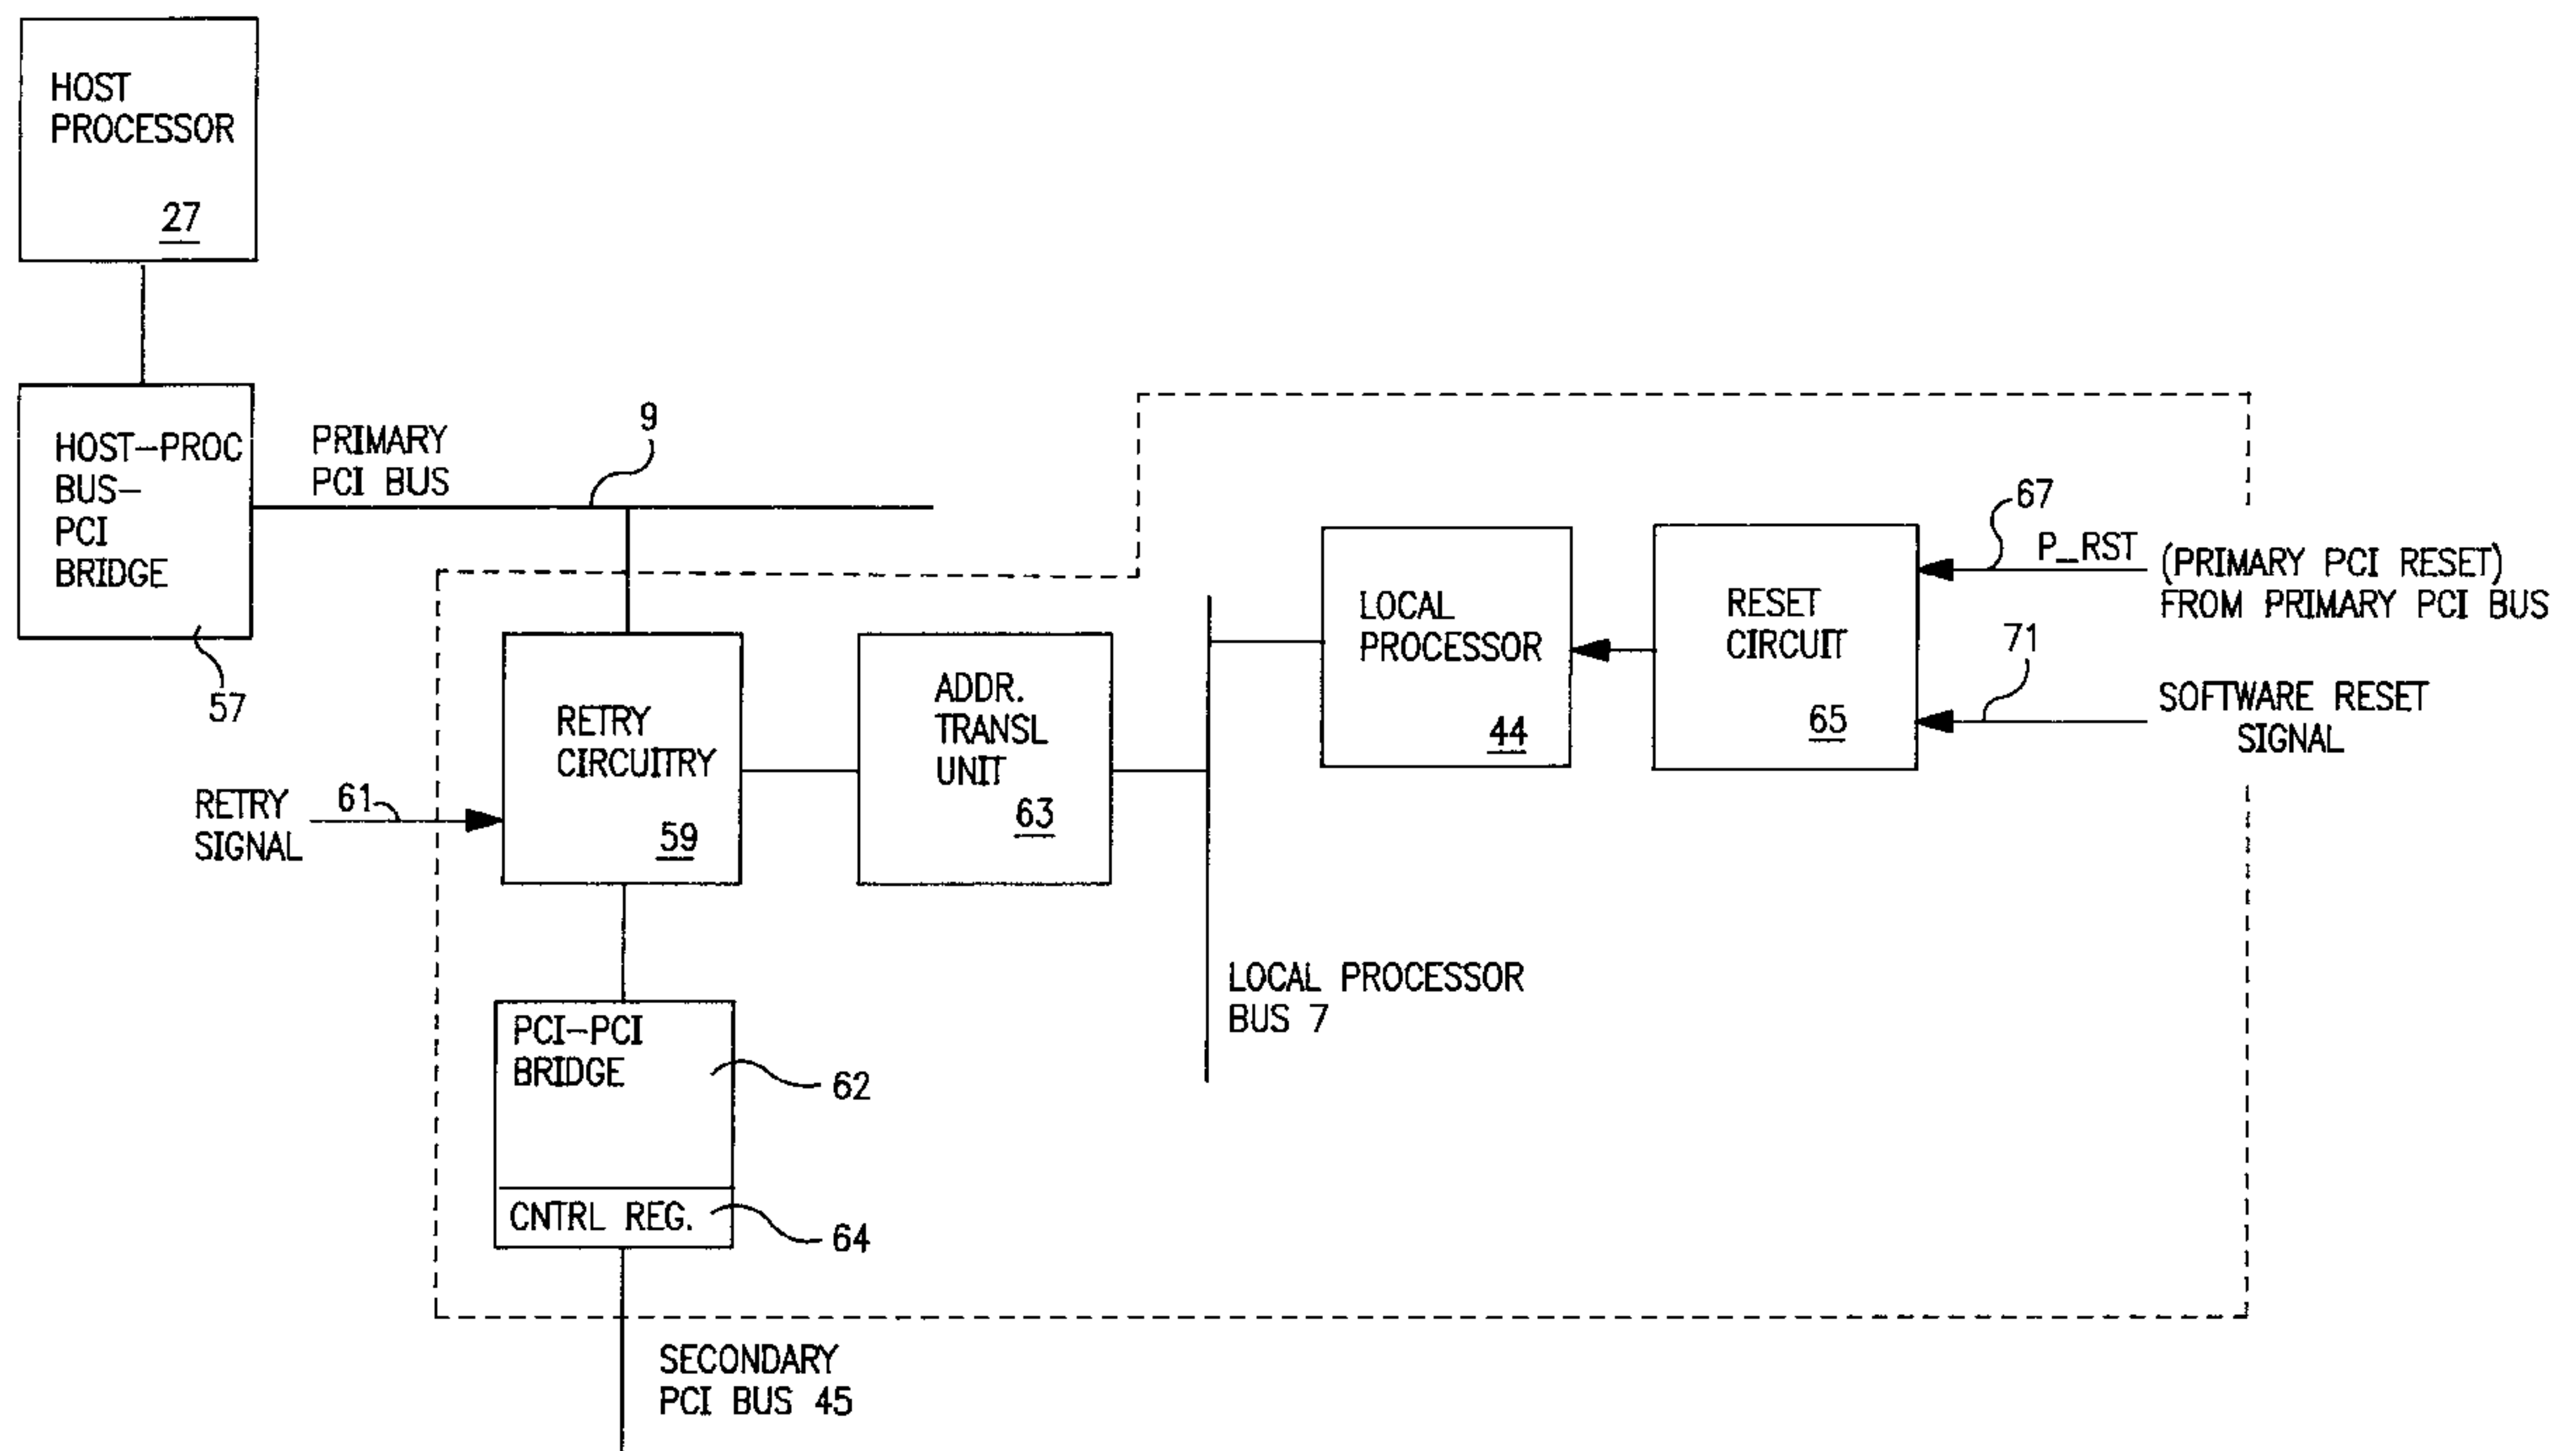 HOST
PROCESSOR
27
HOST-PROC
BUS-
PCI
BRIDGE
57
PRIMARY
PCI BUS
9
RETRY
SIGNAL
61
RETRY
CIRCUITRY
59
ADDR.
TRANSL
UNIT
63
LOCAL
PROCESSOR
44
RESET
CIRCUIT
65
67
P_RST
(PRIMARY PCI RESET)
FROM PRIMARY PCI BUS
71
SOFTWARE RESET
SIGNAL
LOCAL PROCESSOR
BUS 7
PCI-PCI
BRIDGE
62
CNTRL REG.
64
SECONDARY
PCI BUS 45